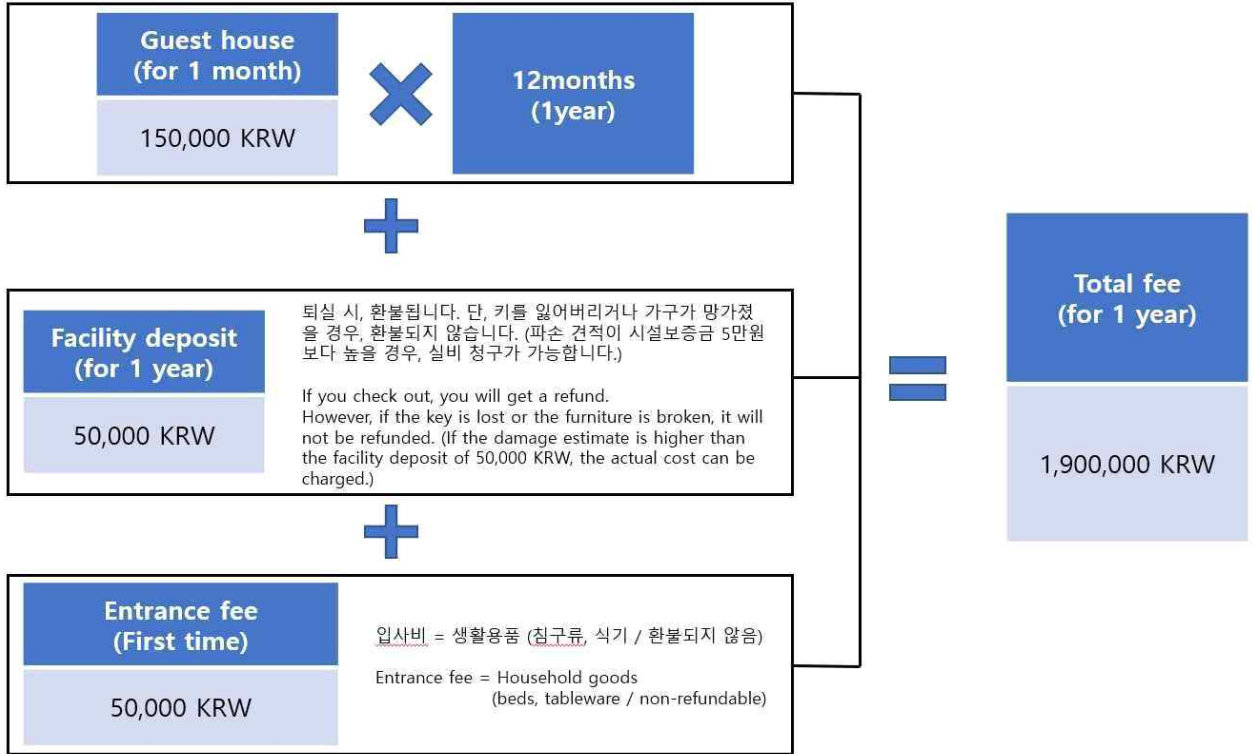 Guest house
(for 1 month)
150,000 KRW
12months
(1year)
Facility deposit
(for 1 year)
50,000 KRW
퇴실 시, 환불됩니다. 단, 키를 잃어버리거나 가구가 망가졌
을 경우, 환불되지 않습니다. (파손 견적이 시설보증금 5만원
보다 높을 경우, 실비 청구가 가능합니다.)
If you check out, you will get a refund.
However, if the key is lost or the furniture is broken, it will
not be refunded. (If the damage estimate is higher than
the facility deposit of 50,000 KRW, the actual cost can be
charged.)
Entrance fee
(First time)
50,000 KRW
입사비 = 생활용품 (침구류, 식기 / 환불되지 않음)
Entrance fee = Household goods
(beds, tableware / non-refundable)
Total fee
(for 1 year)
1,900,000 KRW